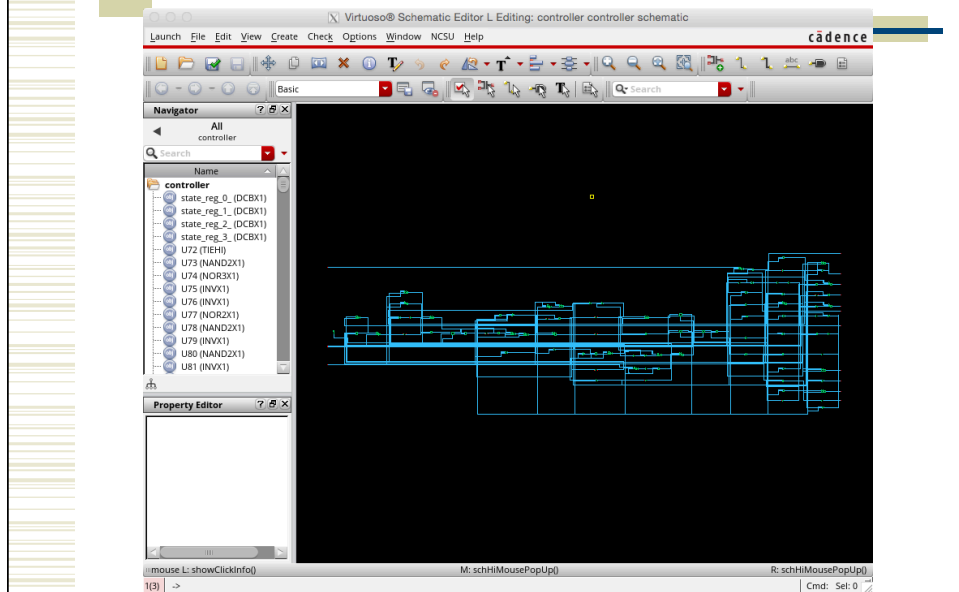 Virtuoso® Schematic Editor L Editing: controller controller schematic
Launch File Edit View Create Check Options Window NCSU Help
cādence
abc
Basic
Search
Navigator
All
controller
Search
Name
controller
state_reg_0_ (DCBX1)
state_reg_1_ (DCBX1)
state_reg_2_ (DCBX1)
state_reg_3_ (DCBX1)
U72 (TIEHI)
U73 (NAND2X1)
U74 (NOR3X1)
U75 (INVX1)
U76 (INVX1)
U77 (NOR2X1)
U78 (NAND2X1)
U79 (INVX1)
U80 (NAND2X1)
U81 (INVX1)
Property Editor
mouse L: showClickInfo() M: schHiMousePopUp() R: schHiMousePopUp()
1(3) -> Cmd: Sel: 0